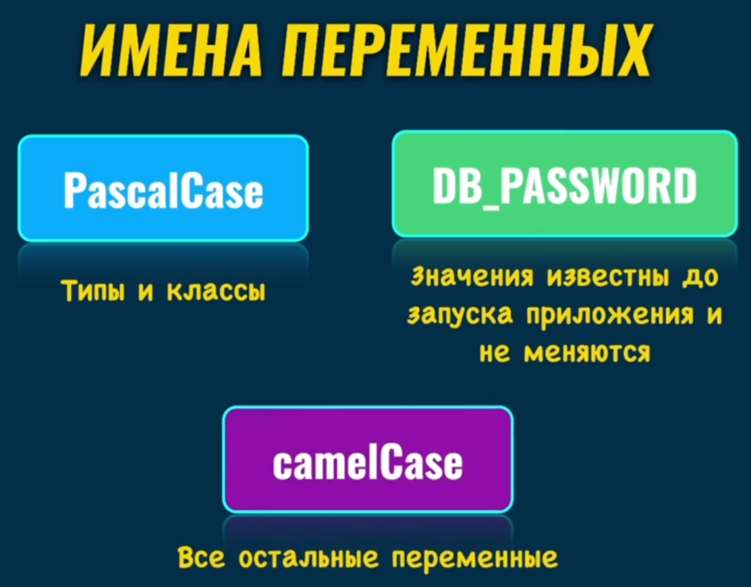 ИМЕНА ПЕРЕМЕННЫХ
PascalCase
Типы и классы
DB_PASSWORD
Значения известны до
запуска приложения и
не меняются
camelCase
Все остальные переменные